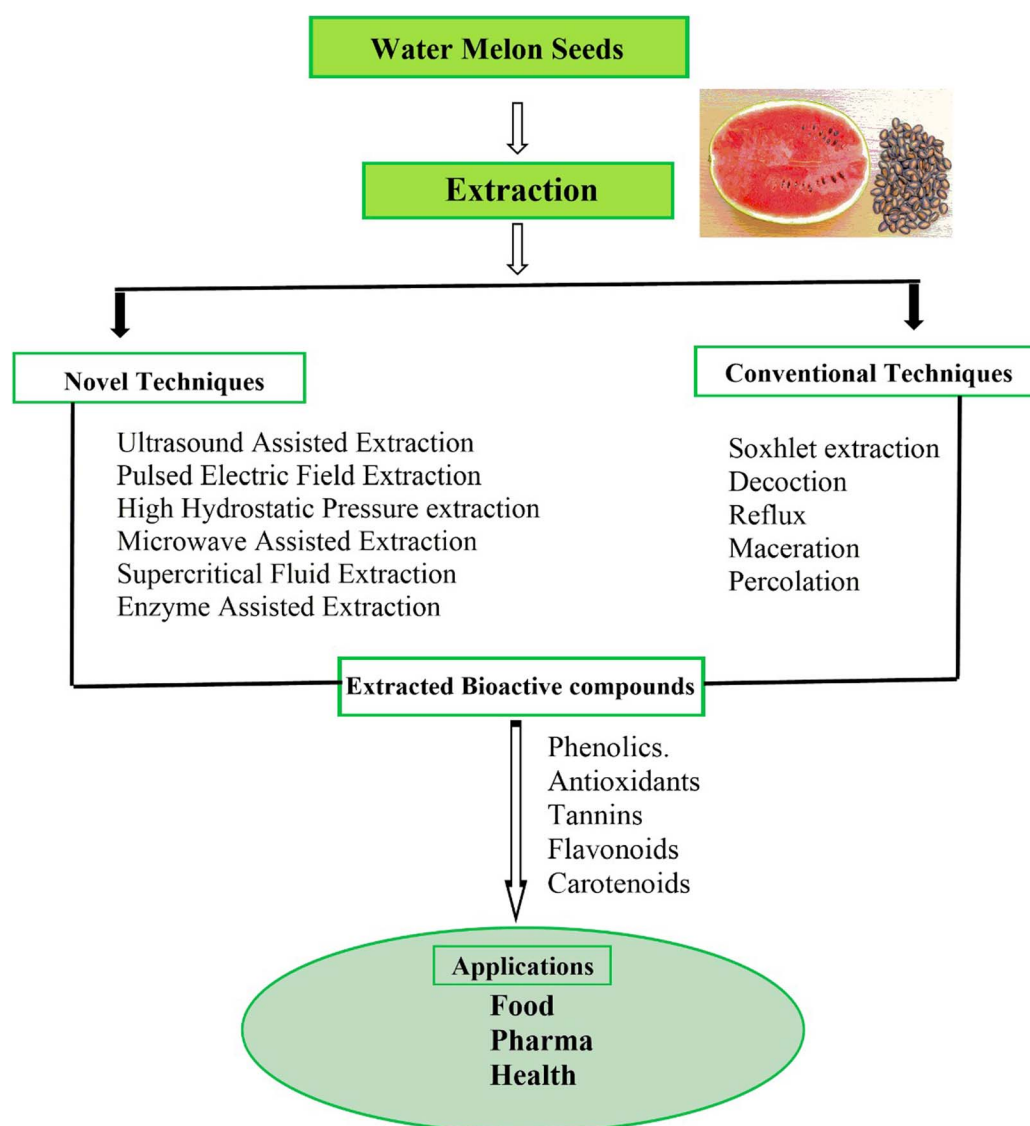 Water Melon Seeds
Extraction
Novel Techniques
Ultrasound Assisted Extraction
Pulsed Electric Field Extraction
High Hydrostatic Pressure extraction
Microwave Assisted Extraction
Supercritical Fluid Extraction
Enzyme Assisted Extraction
Conventional Techniques
Soxhlet extraction
Decoction
Reflux
Maceration
Percolation
Extracted Bioactive compounds
Phenolics.
Antioxidants
Tannins
Flavonoids
Carotenoids
Applications
Food
Pharma
Health